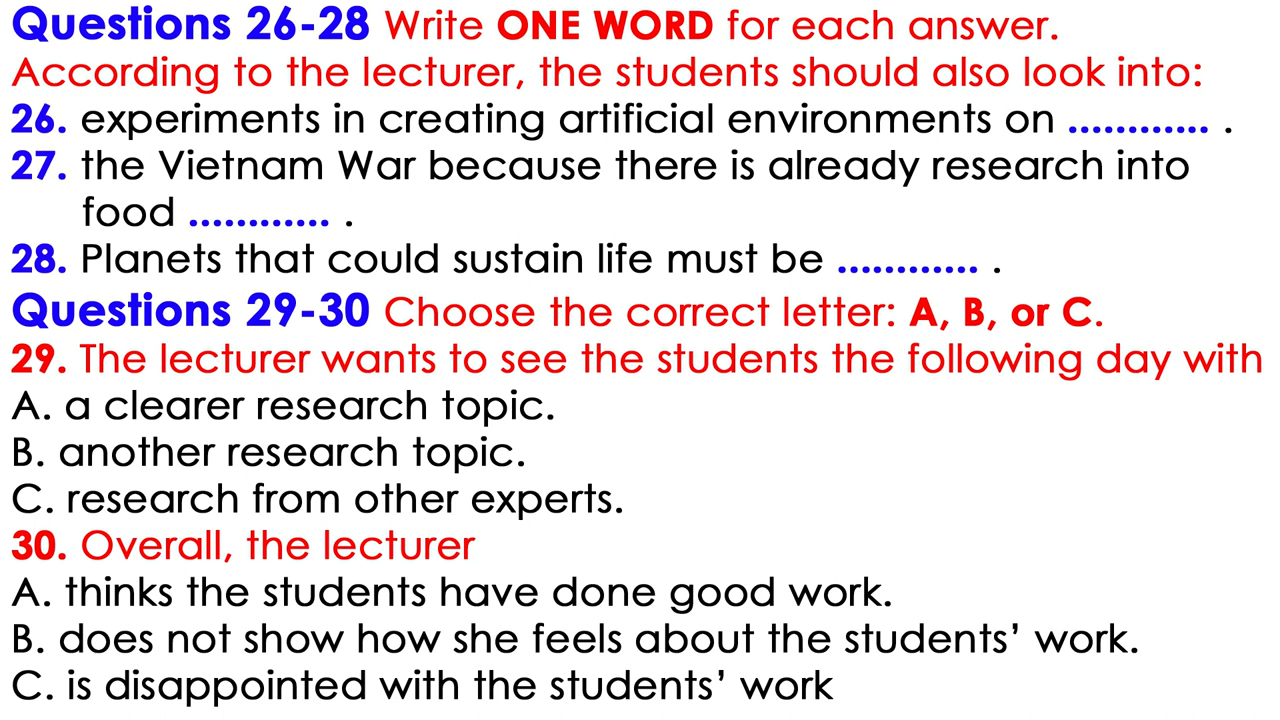 Questions 26-28 Write ONE WORD for each answer.
According to the lecturer, the students should also look into:
26. experiments in creating artificial environments on ............ .
27. the Vietnam War because there is already research into
food ............ .
28. Planets that could sustain life must be ............ .
Questions 29-30 Choose the correct letter: A, B, or C.
29. The lecturer wants to see the students the following day with
A. a clearer research topic.
B. another research topic.
C. research from other experts.
30. Overall, the lecturer
A. thinks the students have done good work.
B. does not show how she feels about the students’ work.
C. is disappointed with the students’ work